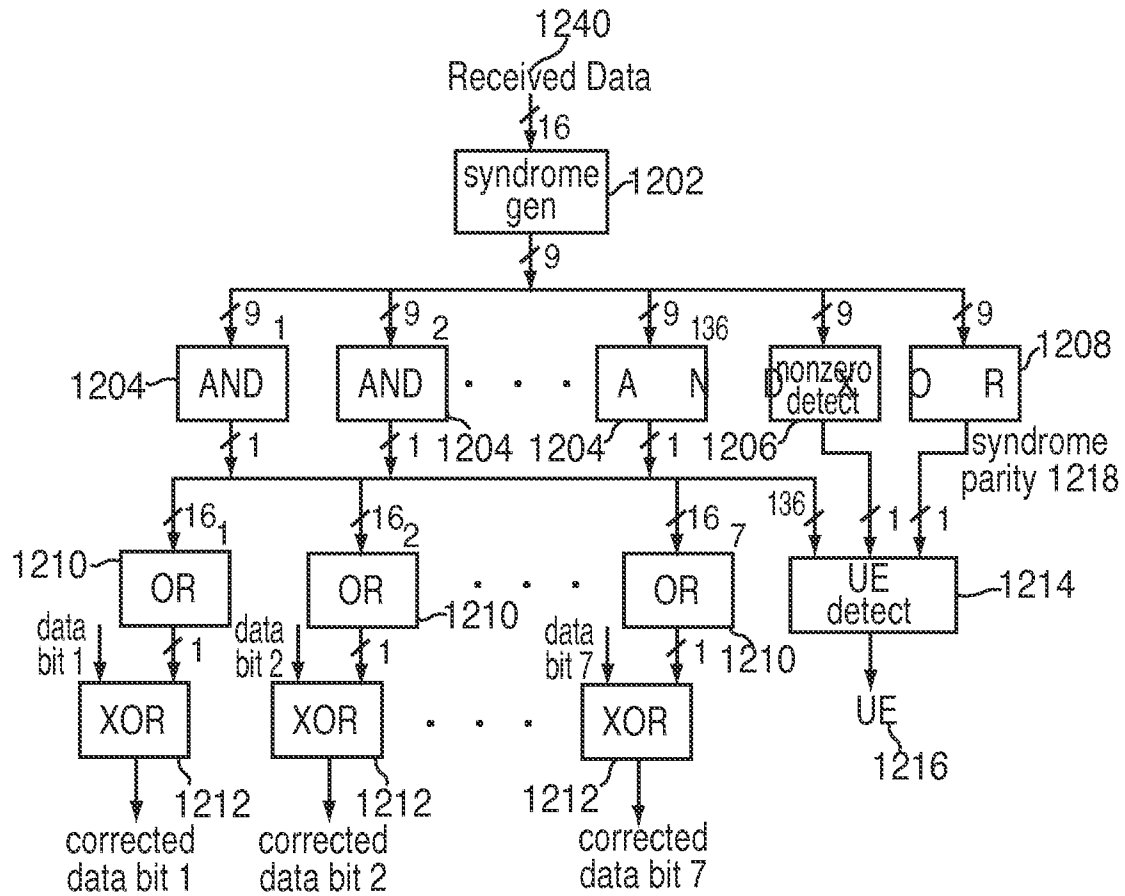 1240
Received Data
16
syndrome
gen
1202
9
9 1 9 2 9 136 9 9
1204 AND AND . . . A N D X O R 1208
nonzero
detect
1204 1204 1206
1 1 1
syndrome
parity 1218
16 1 16 2 16 7 136 1 1
1210 OR OR . . . OR
1210 1210
UE
detect
1214
data
bit 1
1
data
bit 2
1
data
bit 7
1
XOR XOR . . . XOR
UE
1216
1212 1212 1212
corrected
data bit 1
corrected
data bit 2
corrected
data bit 7